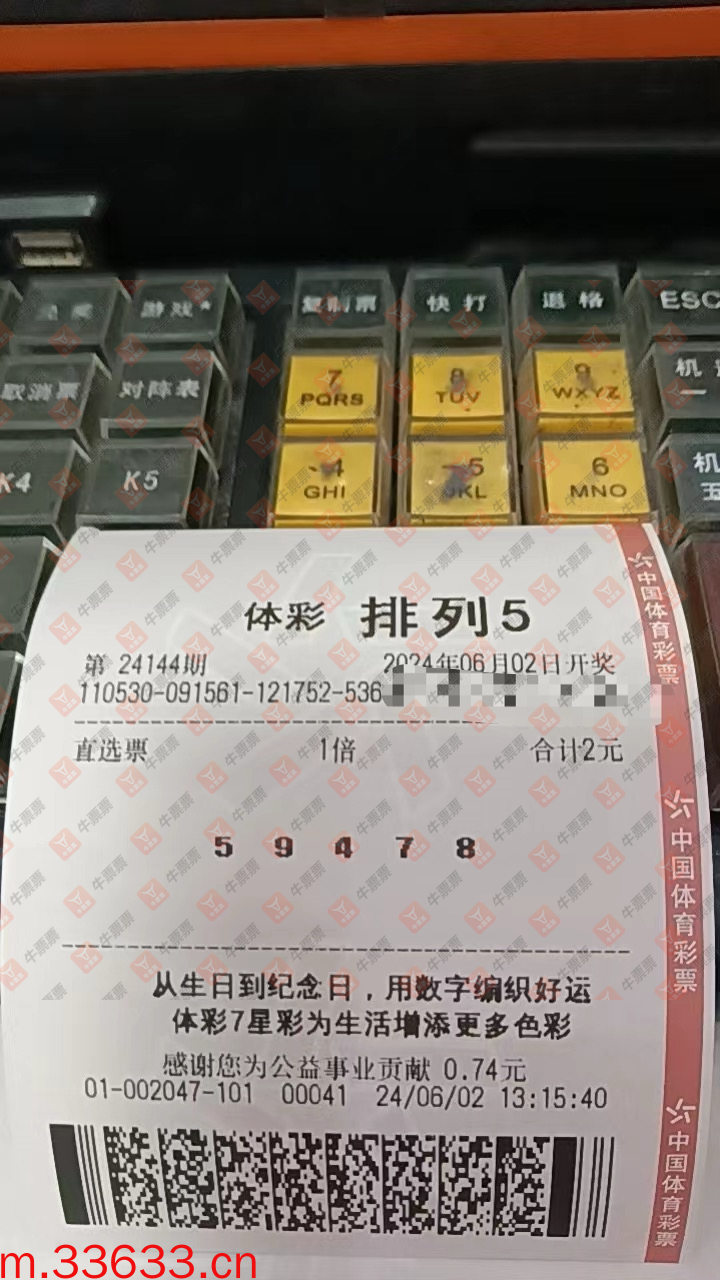 游戏*
复制票
快打
退格
ESC
取消票
对阵表
7
PQRS
8
TUV
9
WXYZ
机
一
K4
K5
4
GHI
5
JKL
6
MNO
机
五
体彩 排列5
第 24144期 2024年06月02日开奖
110530-091561-121752-536
直选票 1倍 合计2元
5 9 4 7 8
从生日到纪念日，用数字编织好运
体彩7星彩为生活增添更多色彩
感谢您为公益事业贡献 0.74元
01-002047-101 00041 24/06/02 13:15:40
中国体育彩票
中国体育彩票
中国体育彩票
牛票票
m.33633.cn